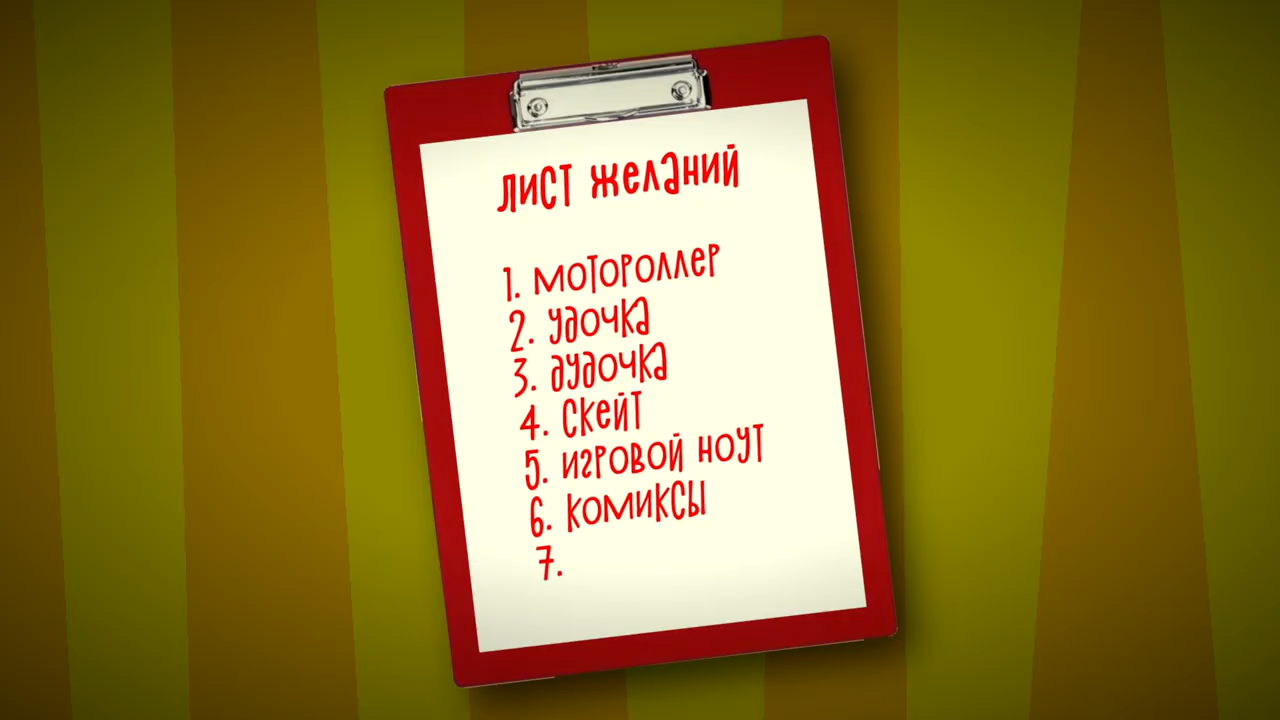 Лист желаний
1. мотороллер
2. удочка
3. дудочка
4. скейт
5. игровой ноут
6. комиксы
7.